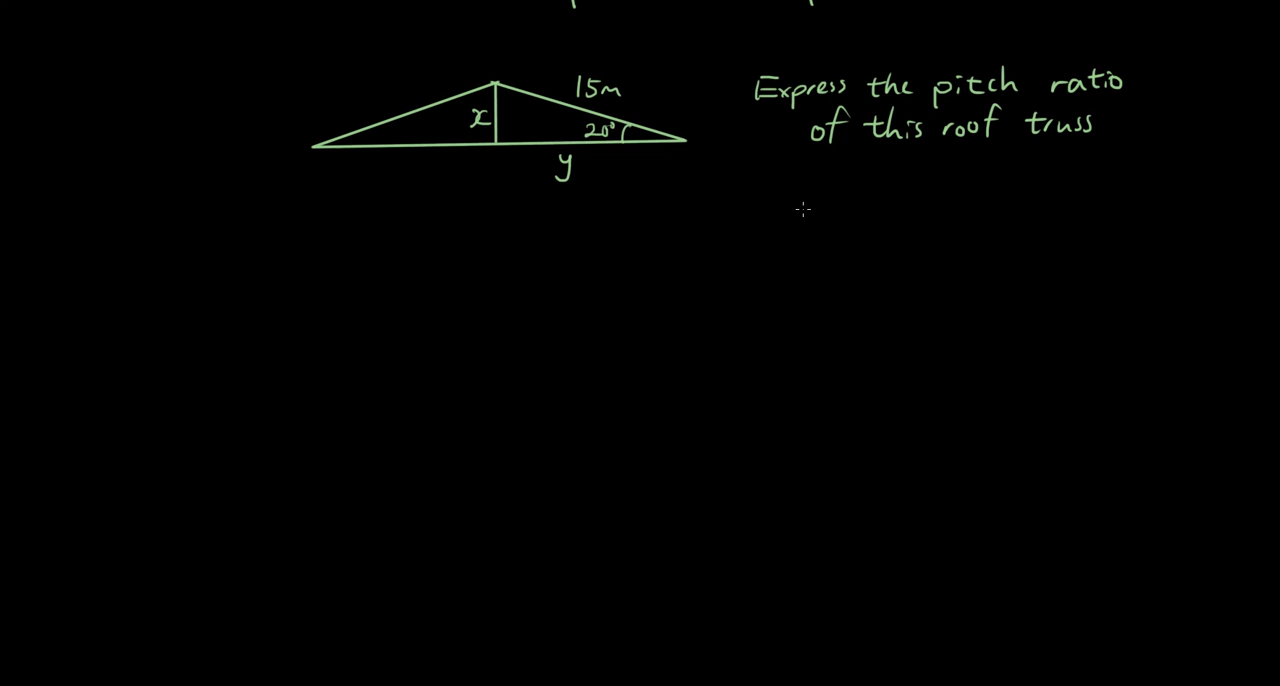 15m
Express the pitch ratio
x
20°
of this roof truss
y